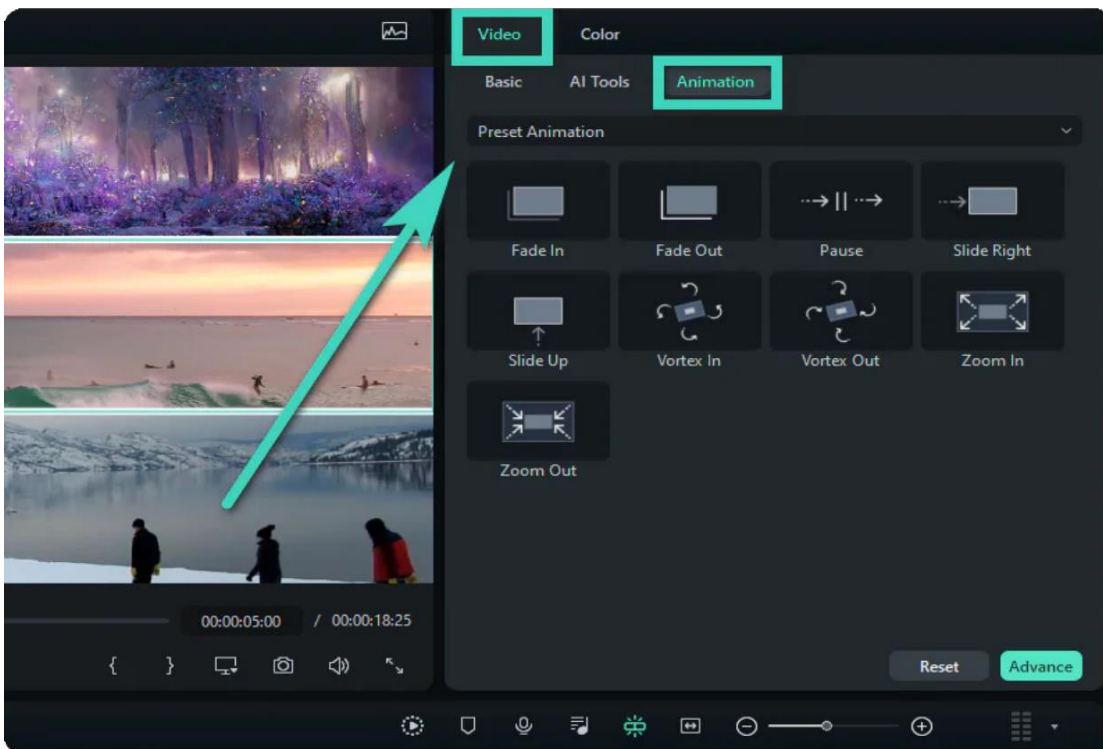 Video Color
Basic AI Tools Animation
Preset Animation
Fade In Fade Out Pause Slide Right
Slide Up Vortex In Vortex Out Zoom In
Zoom Out
00:00:05:00 / 00:00:18:25
Reset Advance